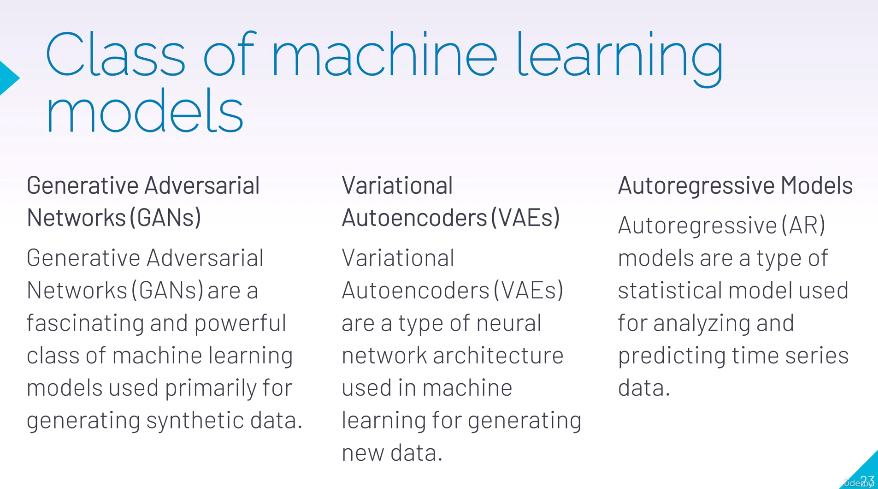 Class of machine learning
models
Generative Adversarial
Networks (GANs)
Generative Adversarial
Networks (GANs) are a
fascinating and powerful
class of machine learning
models used primarily for
generating synthetic data.
Variational
Autoencoders (VAEs)
Variational
Autoencoders (VAEs)
are a type of neural
network architecture
used in machine
learning for generating
new data.
Autoregressive Models
Autoregressive (AR)
models are a type of
statistical model used
for analyzing and
predicting time series
data.
23